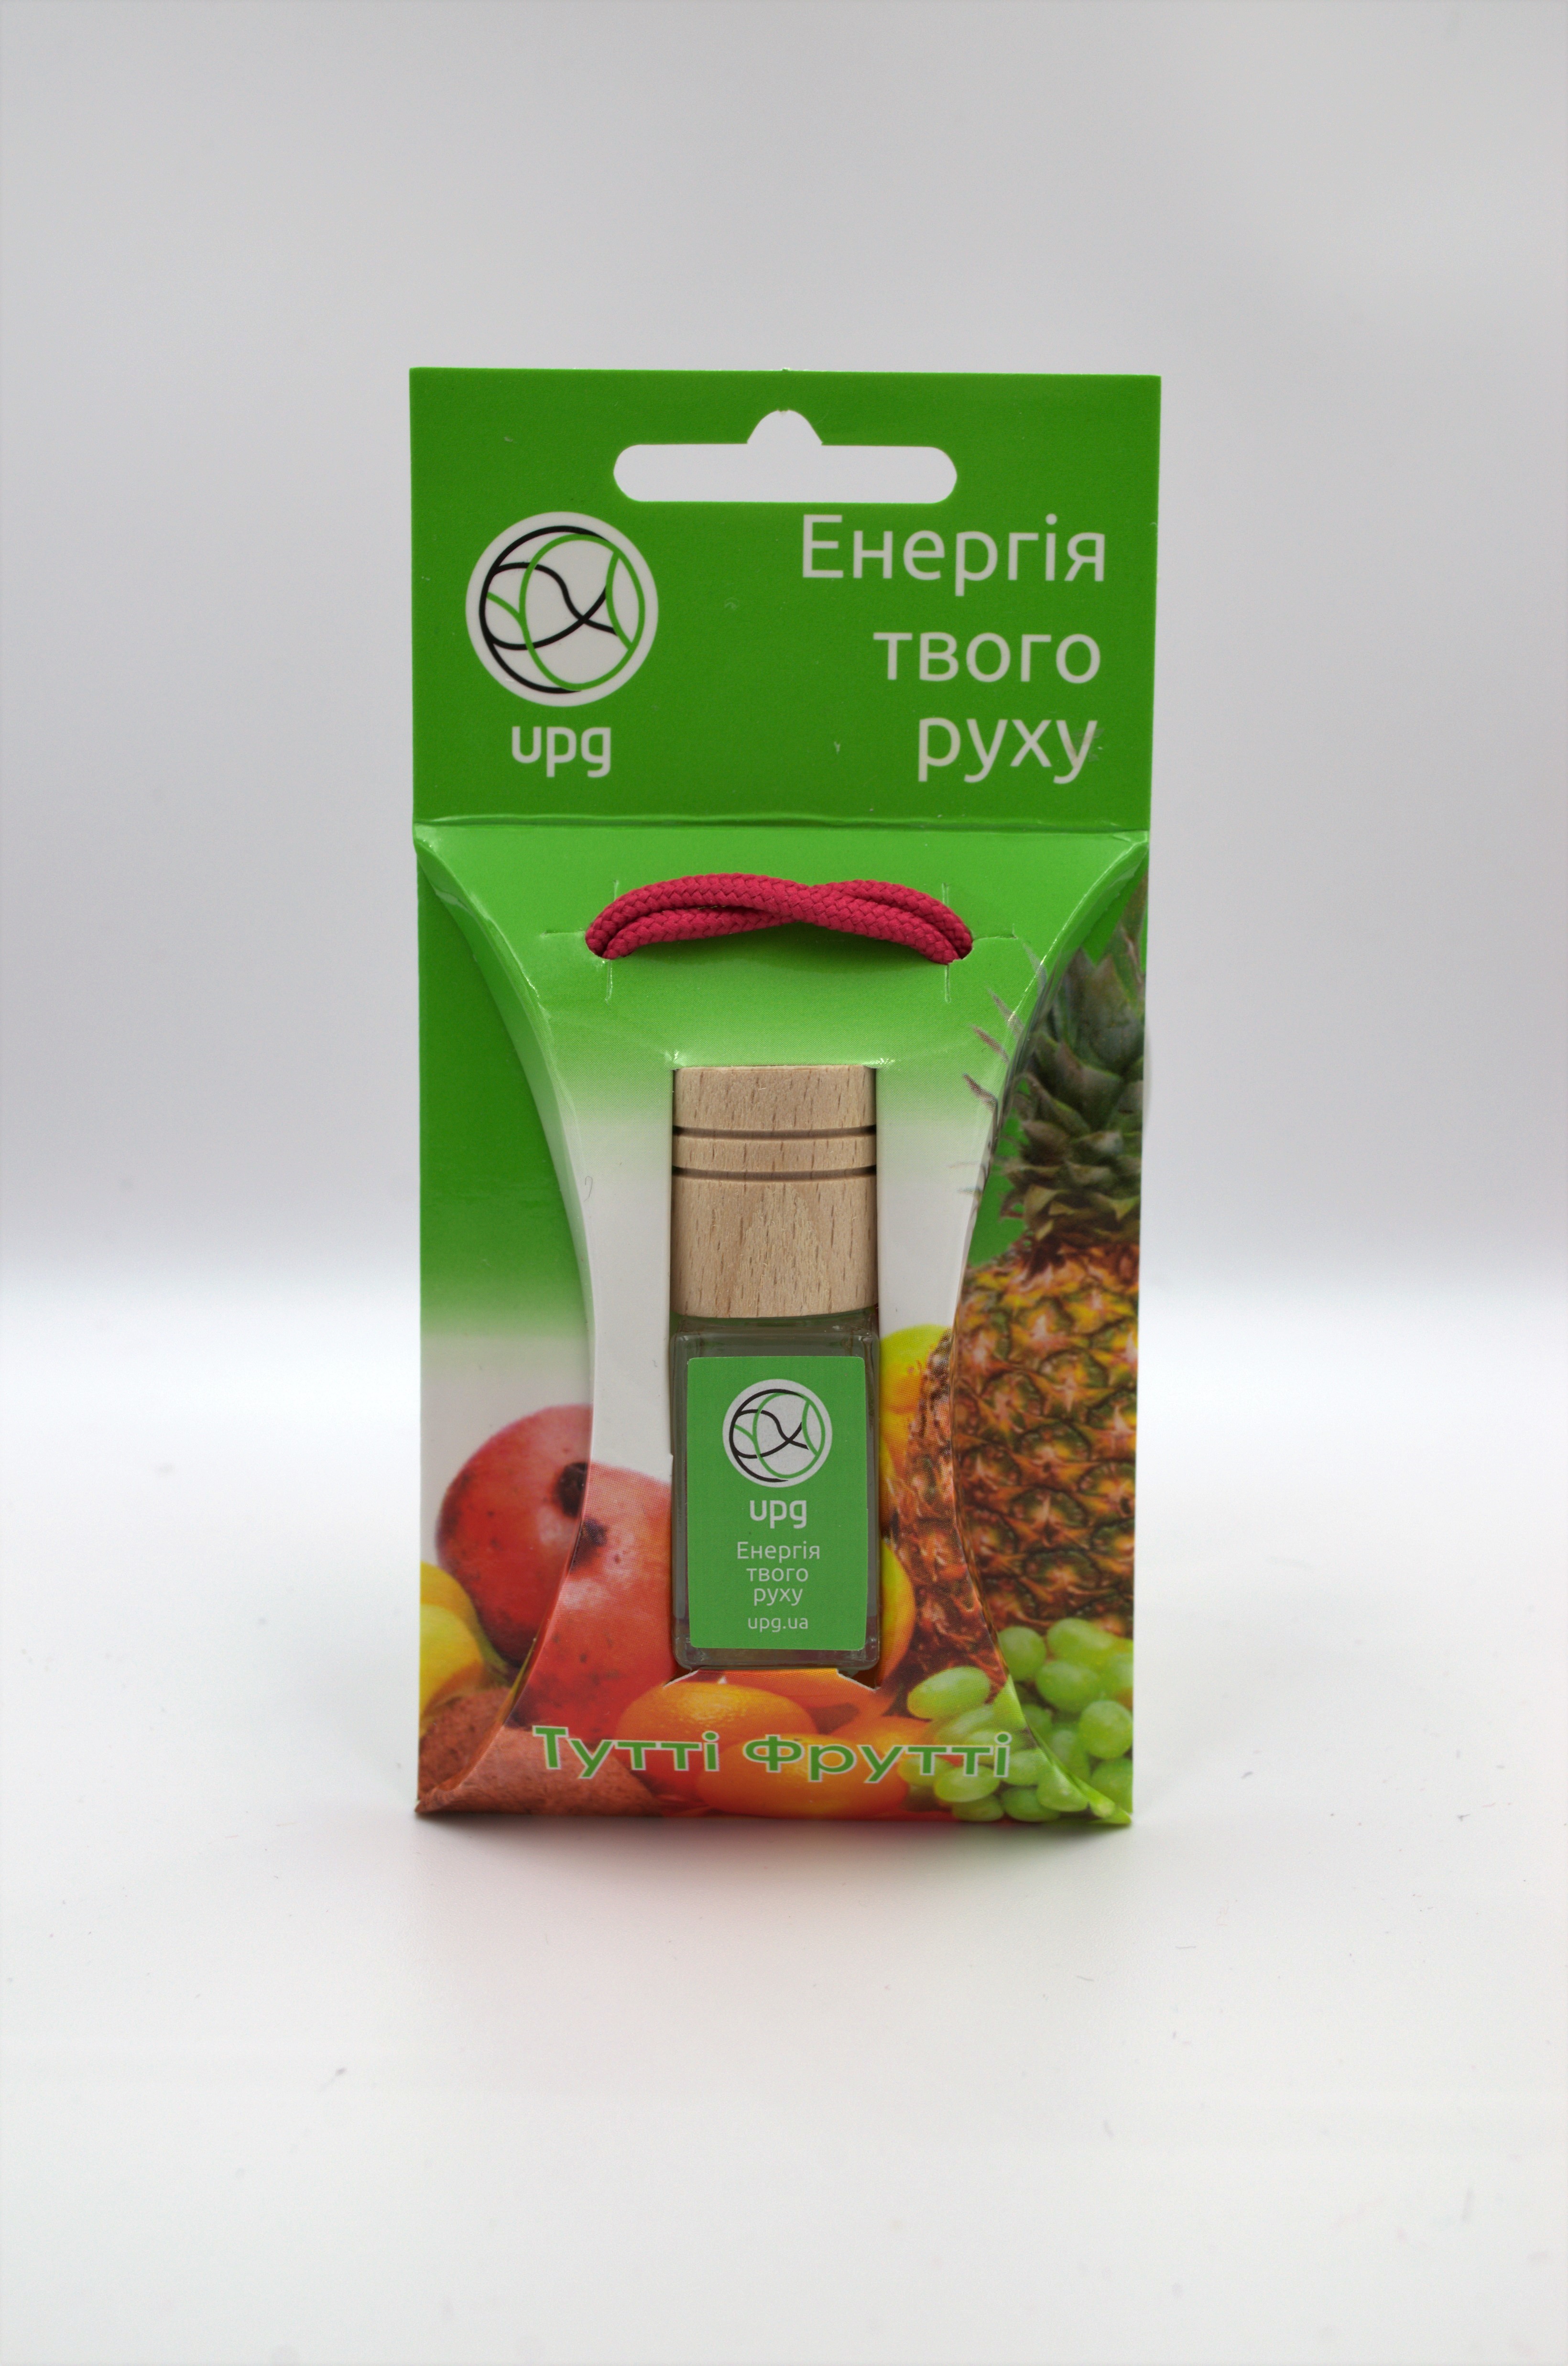 Енергія
твого
руху
upg
upg
Енергія
твого
руху
upg.ua
Тутті Фрутті